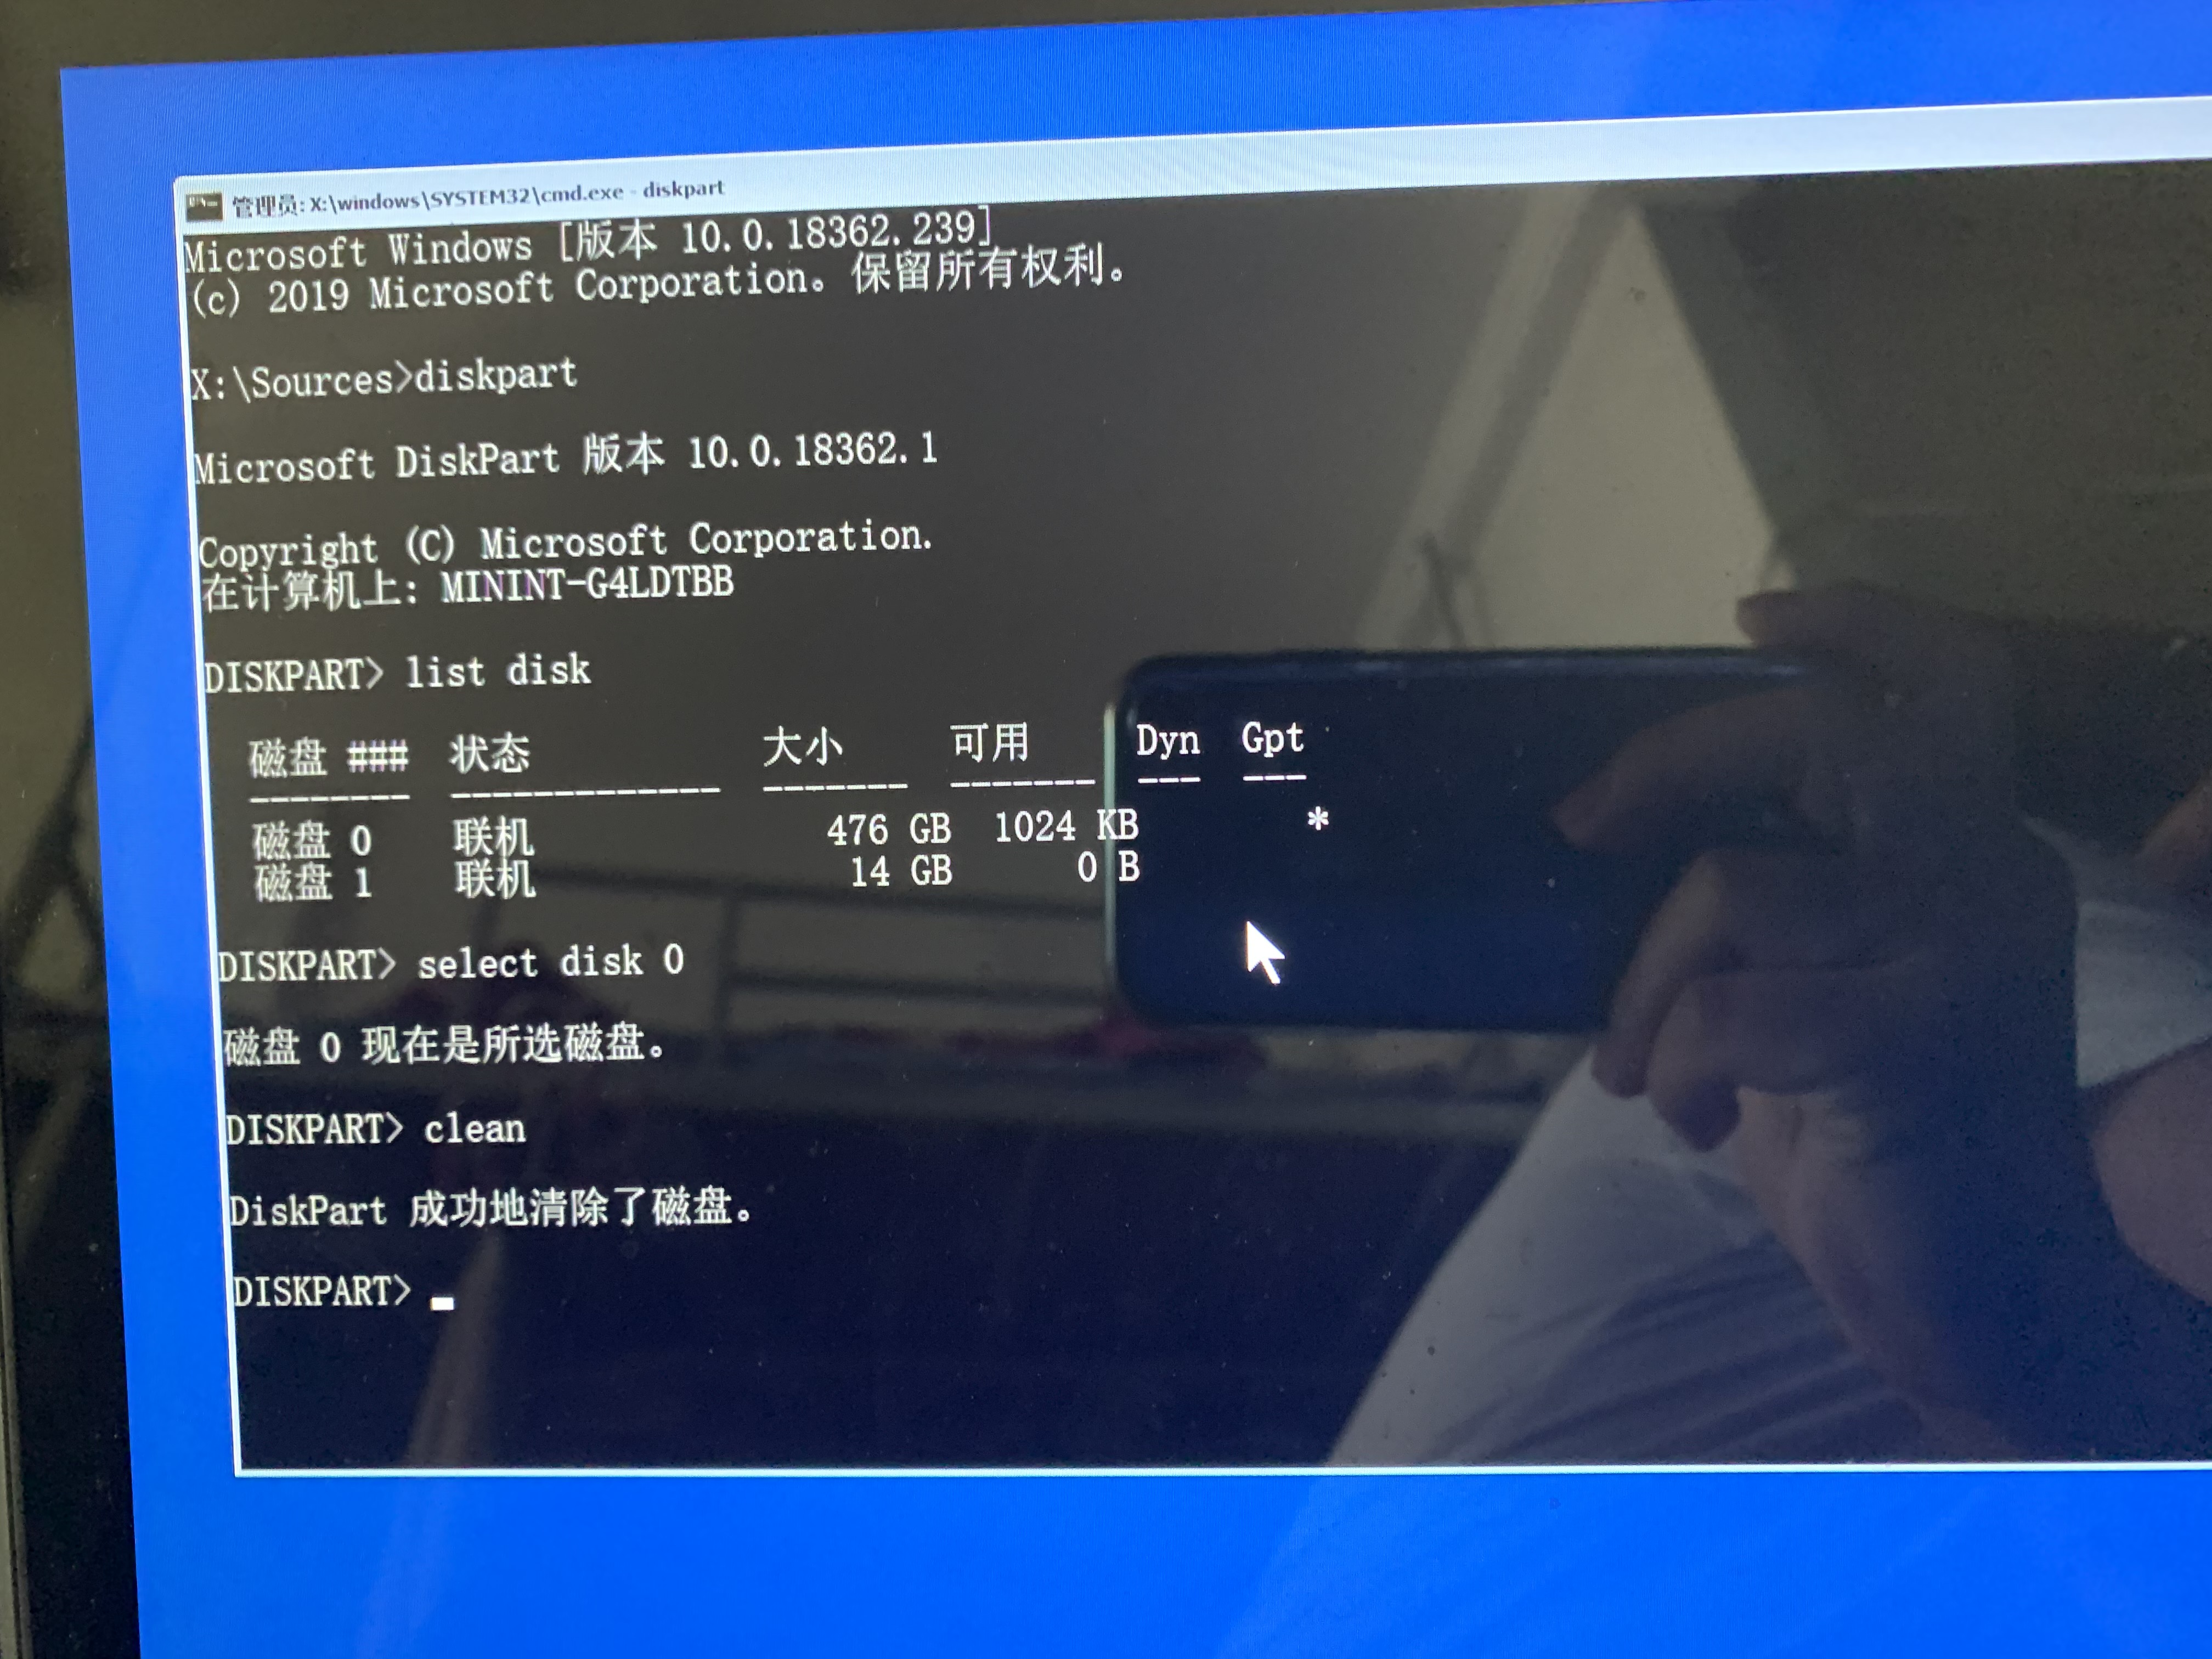 管理员: X:\windows\SYSTEM32\cmd.exe - diskpart
Microsoft Windows [版本 10.0.18362.239]
(c) 2019 Microsoft Corporation。保留所有权利。
X:\Sources>diskpart
Microsoft DiskPart 版本 10.0.18362.1
Copyright (C) Microsoft Corporation.
在计算机上: MININT-G4LDTBB
DISKPART> list disk
磁盘 ###  状态  大小  可用  Dyn  Gpt
--------  -------------  -------  -------  ---  ---
磁盘 0  联机  476 GB  1024 KB  *
磁盘 1  联机  14 GB  0 B
DISKPART> select disk 0
磁盘 0 现在是所选磁盘。
DISKPART> clean
DiskPart 成功地清除了磁盘。
DISKPART>